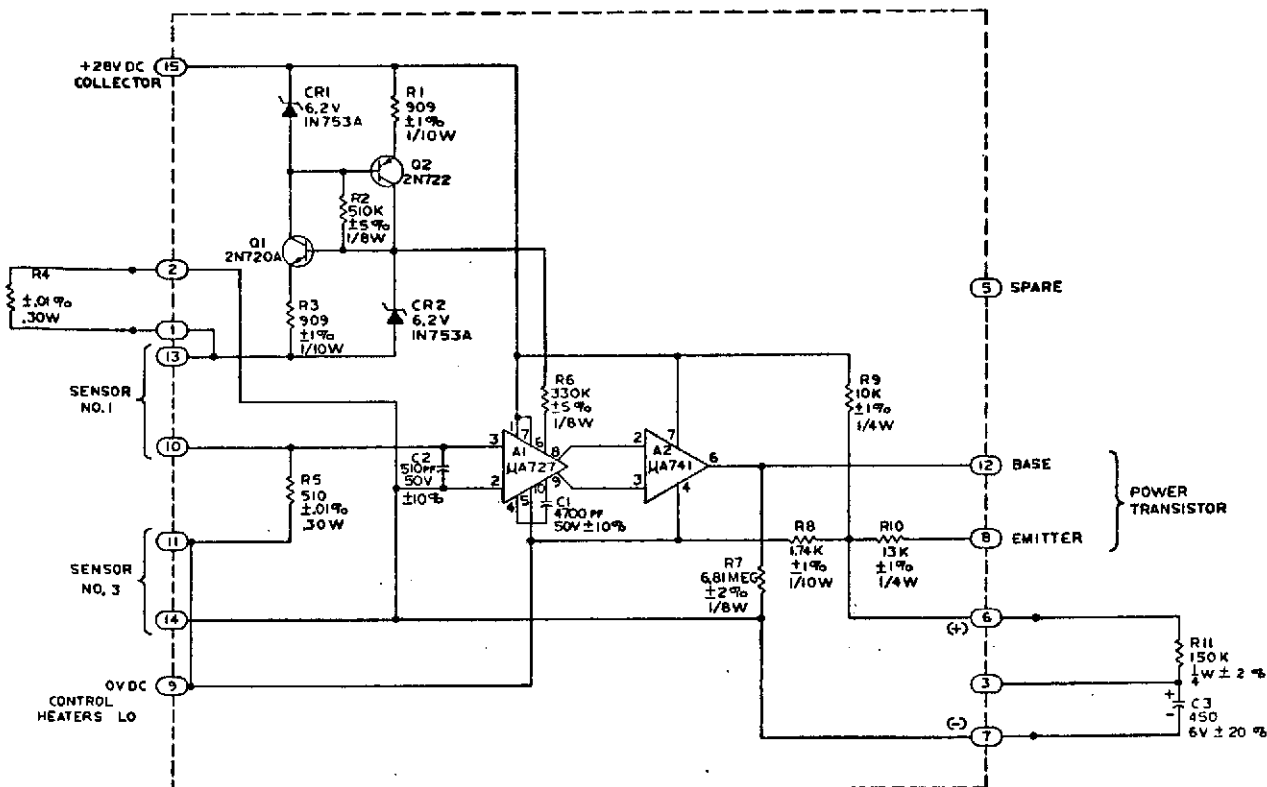 +28V DC
COLLECTOR
15
CR1
6.2V
1N753A
R1
909
±1%
1/10W
Q2
2N722
R2
510K
±5%
1/8W
Q1
2N720A
2
R4
±.01%
.30W
1
13
R3
909
±1%
1/10W
CR2
6.2V
1N753A
5
SPARE
SENSOR
NO. 1
10
R6
330K
±5%
1/8W
R9
10K
±1%
1/4W
C2
510PF
50V
±10%
3
2
1
7
6
8
9
10
5
4
A1
µA727
C1
4700 PF
50V ±10%
2
3
7
6
4
A2
µA741
12
BASE
POWER
TRANSISTOR
R5
510
±.01%
.30W
11
SENSOR
NO. 3
14
R8
1.74K
±1%
1/10W
R10
13K
±1%
1/4W
8
EMITTER
R7
6.81MEG
±2%
1/8W
6
(+)
R11
150K
1/4W ± 2 %
3
+
-
C3
450
6V ± 20 %
(-)
7
0V DC
9
CONTROL
HEATERS LO